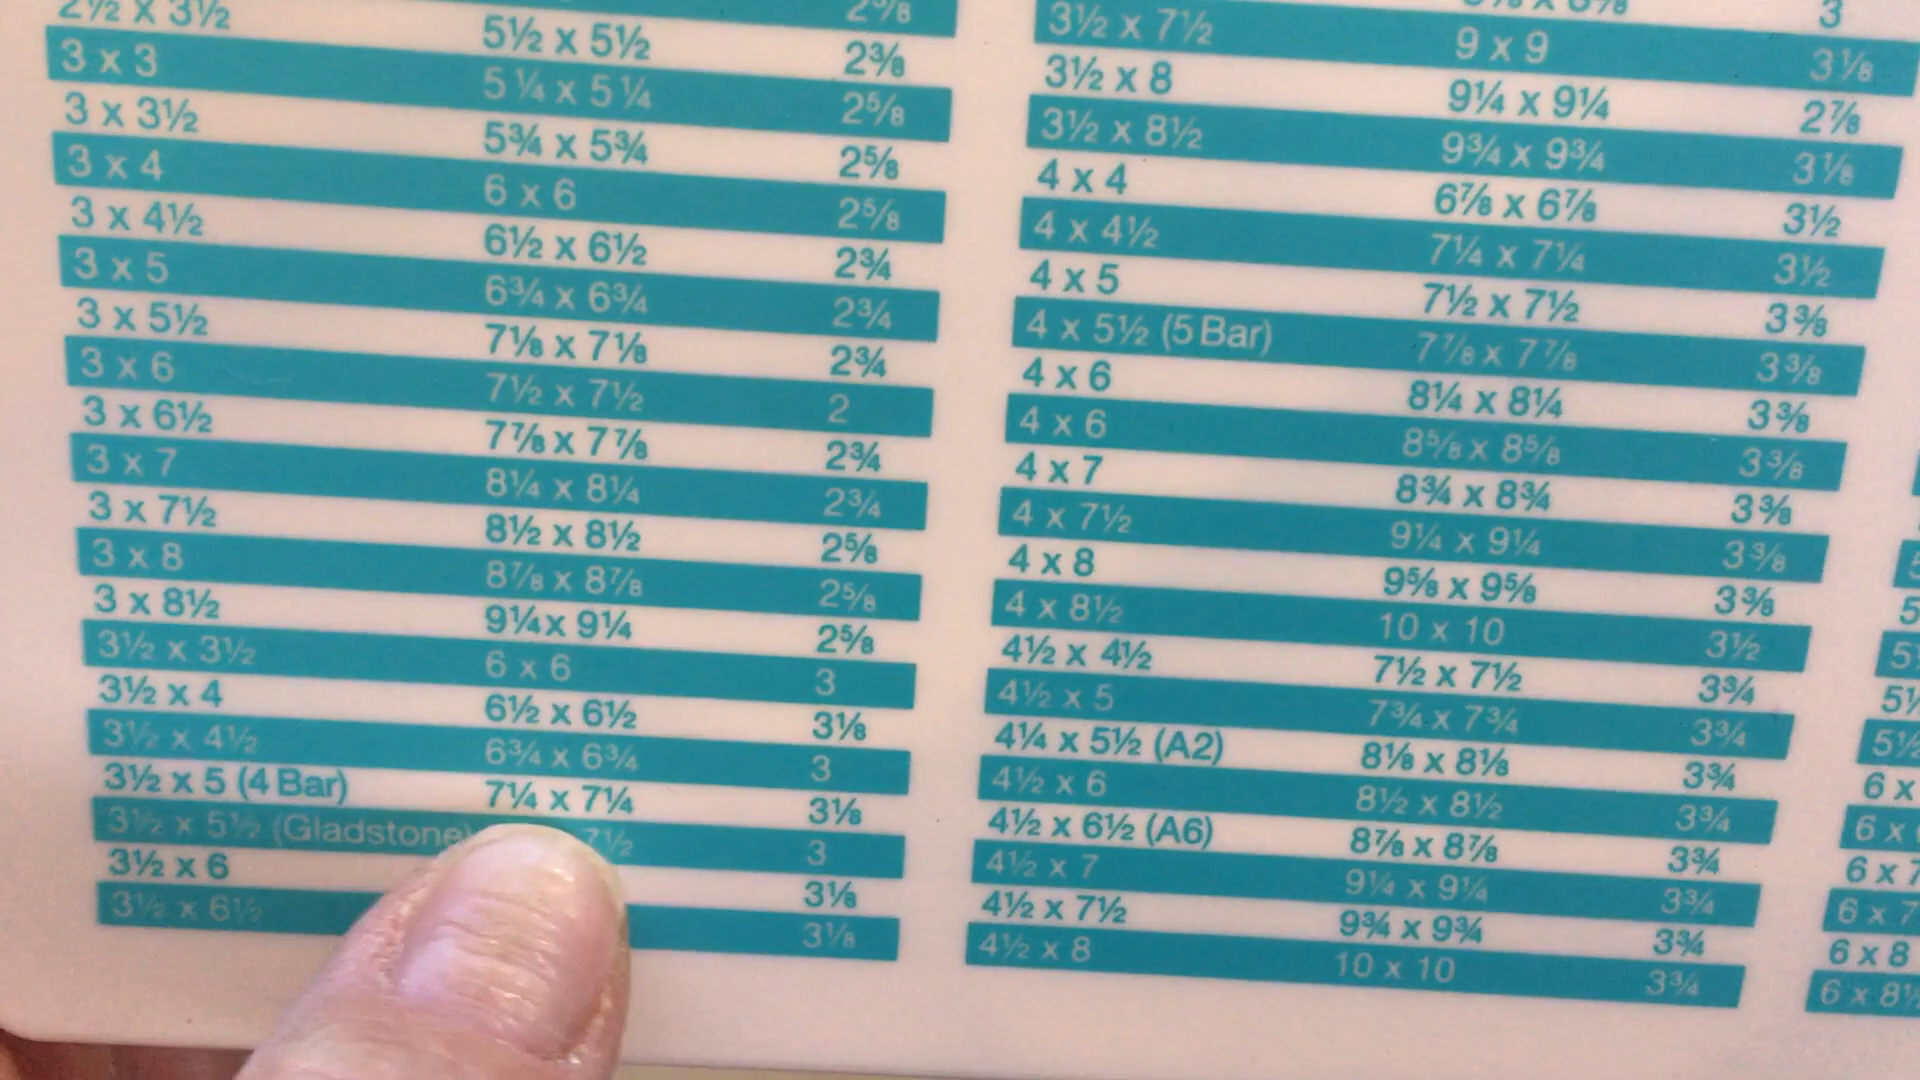 2½ x 3½ 2⅝
3 x 3 5½ x 5½ 2⅜
3 x 3½ 5¼ x 5¼ 2⅝
3 x 4 5¾ x 5¾ 2⅝
3 x 4½ 6 x 6 2⅝
3 x 5 6½ x 6½ 2¾
3 x 5½ 6¾ x 6¾ 2¾
3 x 6 7⅛ x 7⅛ 2¾
3 x 6½ 7½ x 7½ 2
3 x 7 7⅞ x 7⅞ 2¾
3 x 7½ 8¼ x 8¼ 2¾
3 x 8 8½ x 8½ 2⅝
3 x 8½ 8⅞ x 8⅞ 2⅝
3½ x 3½ 9¼ x 9¼ 2⅝
3½ x 4 6 x 6 3
3½ x 4½ 6½ x 6½ 3⅛
3½ x 5 (4 Bar) 6¾ x 6¾ 3
3½ x 5½ (Gladstone) 7¼ x 7¼ 3⅛
3½ x 6 7½ 3
3½ x 6½ 3⅛
3⅛
3
3½ x 7½ 9 x 9 3⅛
3½ x 8 9¼ x 9¼ 2⅞
3½ x 8½ 9¾ x 9¾ 3⅛
4 x 4 6⅞ x 6⅞ 3½
4 x 4½ 7¼ x 7¼ 3½
4 x 5 7½ x 7½ 3⅜
4 x 5½ (5 Bar) 7⅞ x 7⅞ 3⅜
4 x 6 8¼ x 8¼ 3⅜
4 x 6 8⅝ x 8⅝ 3⅜
4 x 7 8¾ x 8¾ 3⅜
4 x 7½ 9¼ x 9¼ 3⅜
4 x 8 9⅝ x 9⅝ 3⅜
4 x 8½ 10 x 10 3½
4½ x 4½ 7½ x 7½ 3¾
4½ x 5 7¾ x 7¾ 3¾
4¼ x 5½ (A2) 8⅛ x 8⅛ 3¾
4½ x 6 8½ x 8½ 3¾
4½ x 6½ (A6) 8⅞ x 8⅞ 3¾
4½ x 7 9¼ x 9¼ 3¾
4½ x 7½ 9¾ x 9¾ 3¾
4½ x 8 10 x 10 3¾
5
5
5½
6 x
6 x
6 x 7
6 x 7
6 x 8
6 x 8½